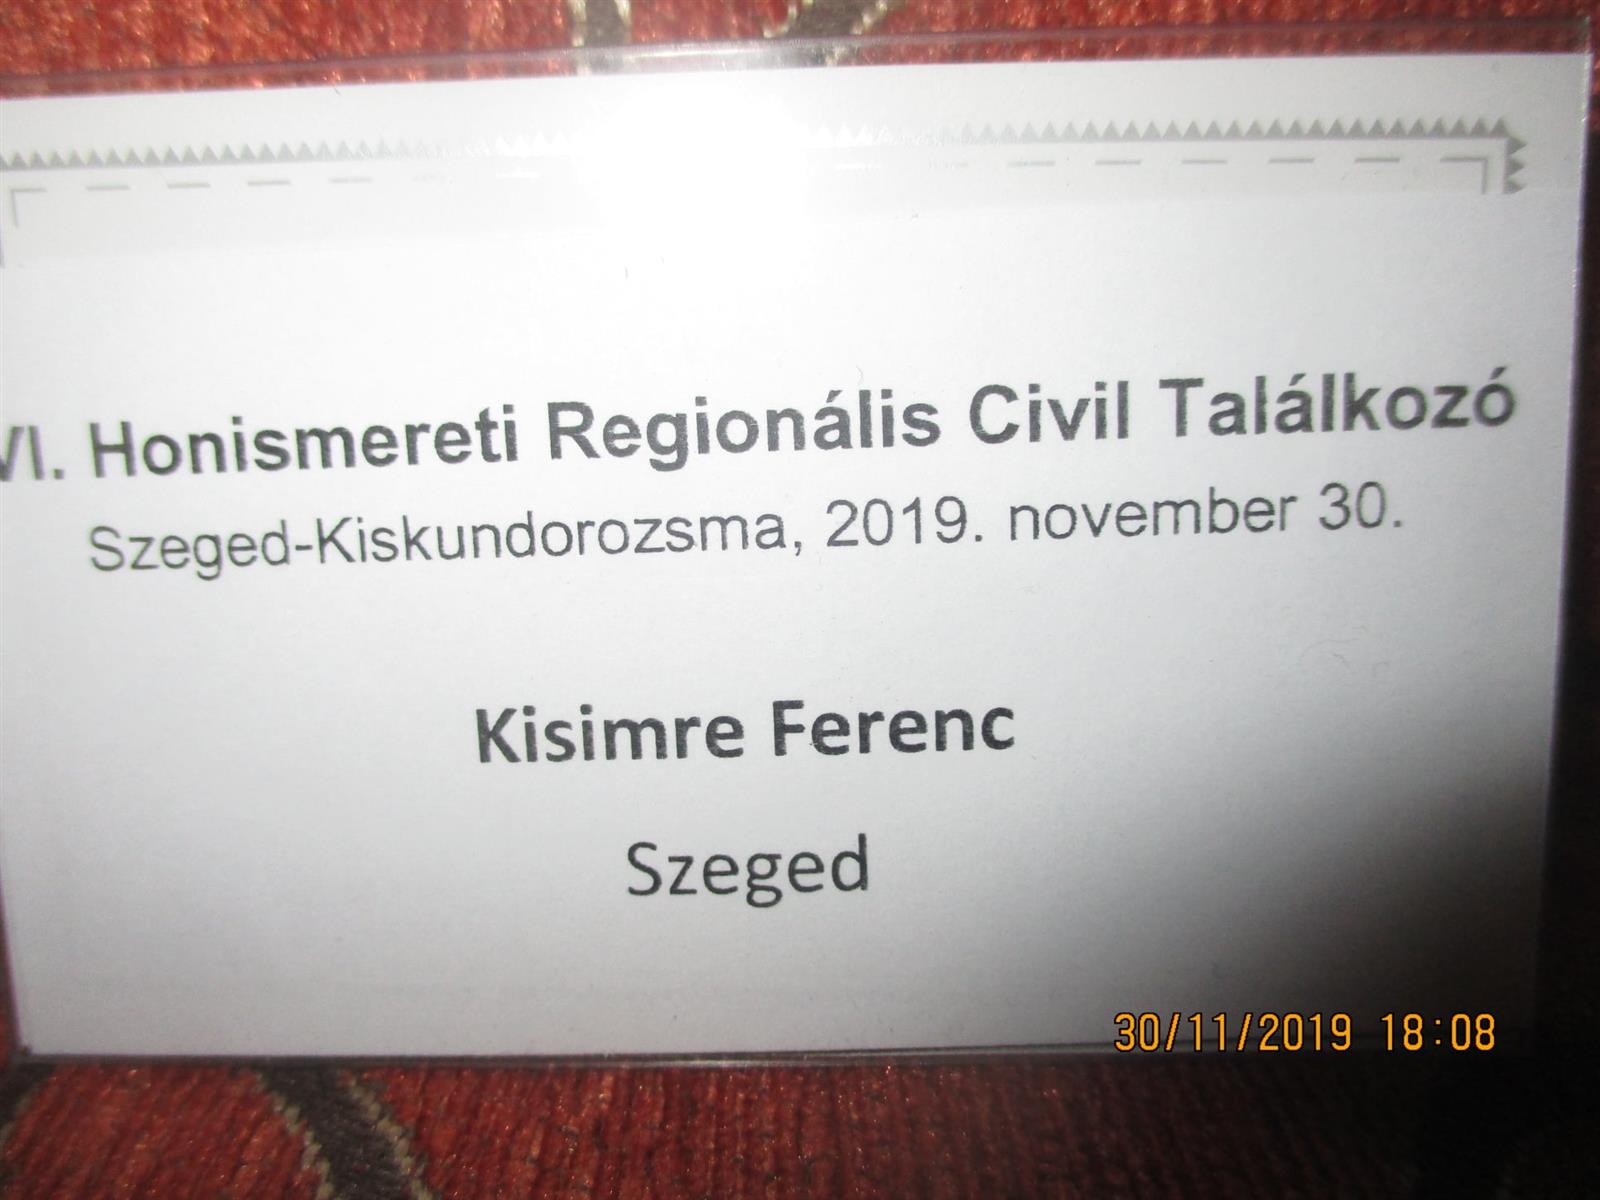 VI. Honismereti Regionális Civil Találkozó
Szeged-Kiskundorozsma, 2019. november 30.
Kisimre Ferenc
Szeged
30/11/2019 18:08